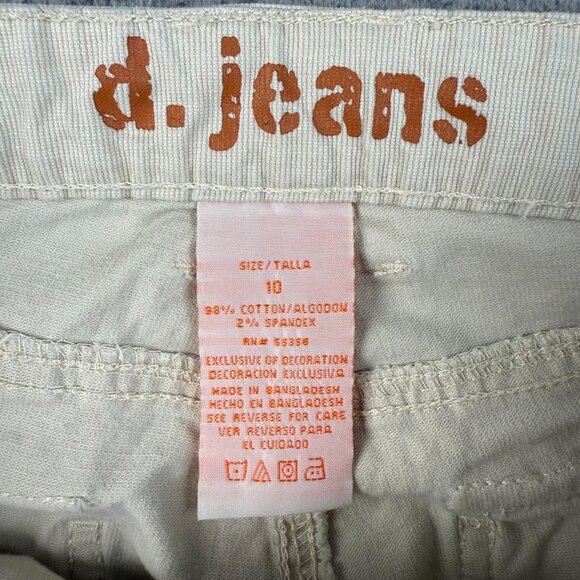 d. jeans
SIZE/TALLA
10
98% COTTON/ALGODON
2% SPANDEX
RN# 55356
EXCLUSIVE OF DECORATION
DECORACION EXCLUSIVE
MADE IN BANGLADESH
HECHO EN BANGLADESH
SEE REVERSE FOR CARE
VER REVERSO PARA
EL CUIDADO